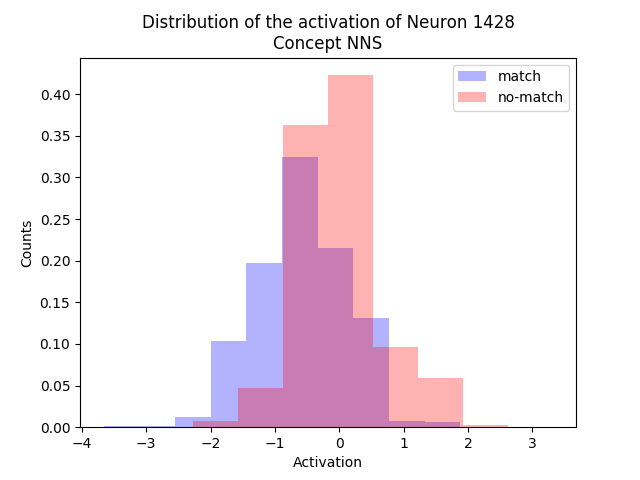 Distribution of the activation of Neuron 1428
Concept NNS
match
no-match
0.40
0.35
0.30
0.25
0.20
0.15
0.10
0.05
0.00
Counts
−4 −3 −2 −1 0 1 2 3
Activation